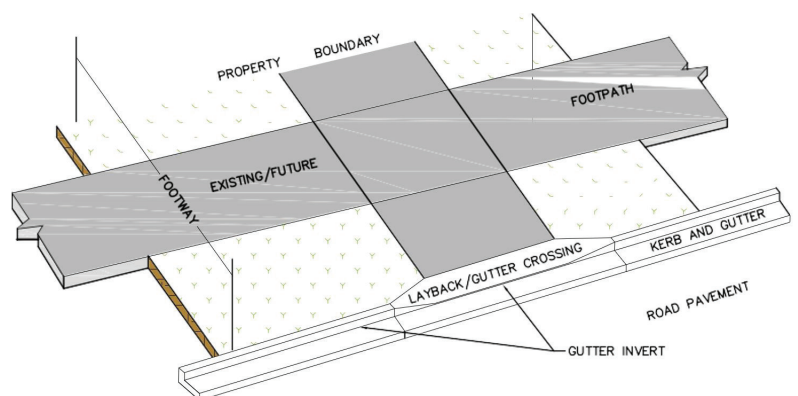 PROPERTY BOUNDARY
FOOTPATH
EXISTING/FUTURE
FOOTWAY
KERB AND GUTTER
LAYBACK/GUTTER CROSSING
ROAD PAVEMENT
GUTTER INVERT